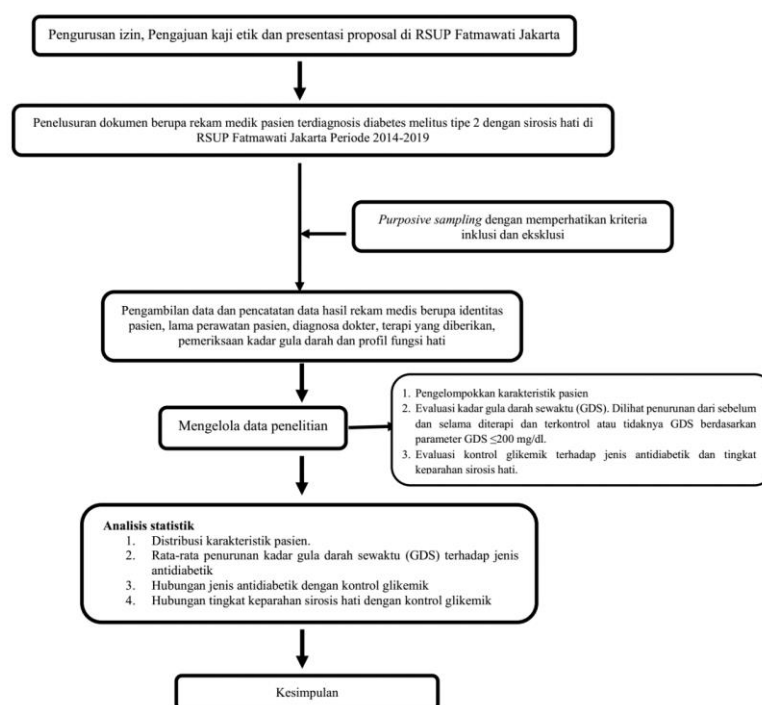 Pengurusan izin, Pengajuan kaji etik dan presentasi proposal di RSUP Fatmawati Jakarta
Penelusuran dokumen berupa rekam medik pasien terdiagnosis diabetes melitus tipe 2 dengan sirosis hati di
RSUP Fatmawati Jakarta Periode 2014-2019
Purposive sampling dengan memperhatikan kriteria
inklusi dan eksklusi
Pengambilan data dan pencatatan data hasil rekam medis berupa identitas
pasien, lama perawatan pasien, diagnosa dokter, terapi yang diberikan,
pemeriksaan kadar gula darah dan profil fungsi hati
Mengelola data penelitian
1. Pengelompokkan karakteristik pasien
2. Evaluasi kadar gula darah sewaktu (GDS). Dilihat penurunan dari sebelum
dan selama diterapi dan terkontrol atau tidaknya GDS berdasarkan
parameter GDS ≤200 mg/dl.
3. Evaluasi kontrol glikemik terhadap jenis antidiabetik dan tingkat
keparahan sirosis hati.
Analisis statistik
1. Distribusi karakteristik pasien.
2. Rata-rata penurunan kadar gula darah sewaktu (GDS) terhadap jenis
antidiabetik
3. Hubungan jenis antidiabetik dengan kontrol glikemik
4. Hubungan tingkat keparahan sirosis hati dengan kontrol glikemik
Kesimpulan